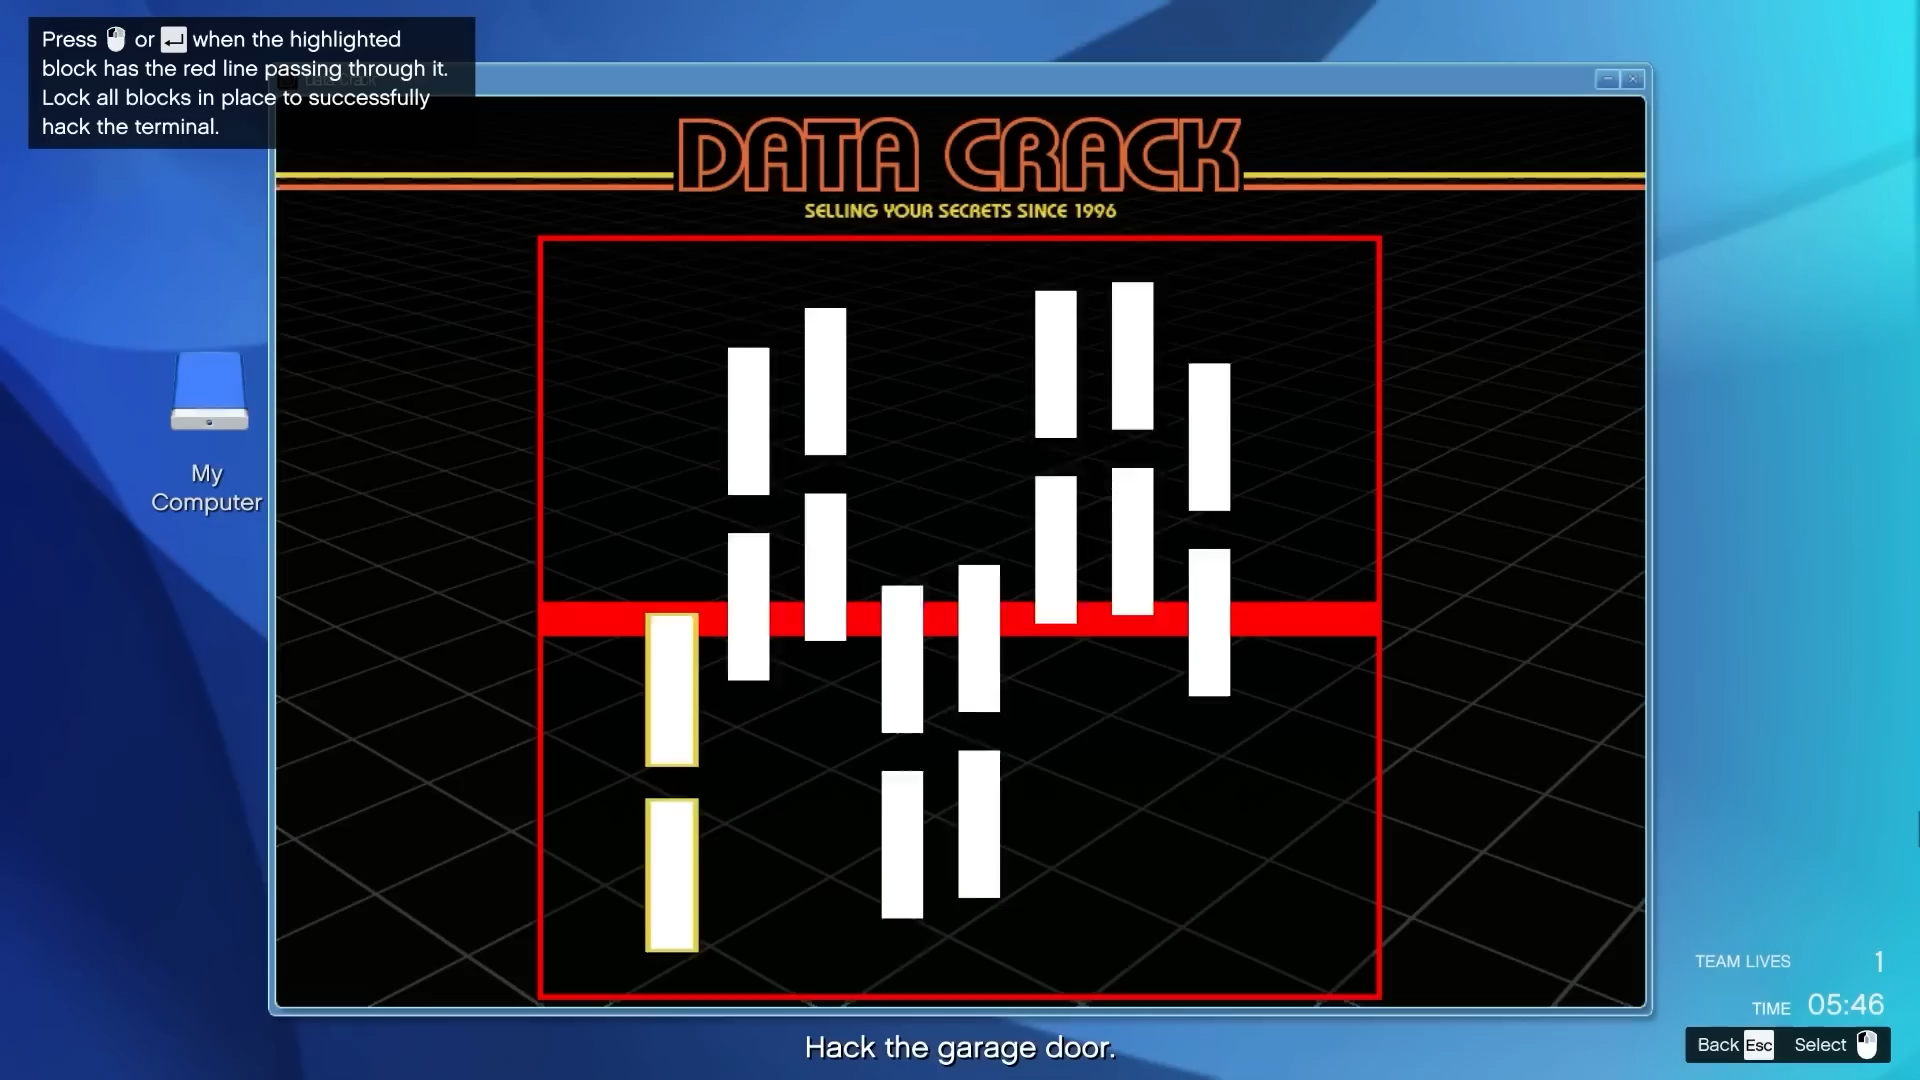 Press or when the highlighted
block has the red line passing through it.
Lock all blocks in place to successfully
hack the terminal.
DATA CRACK
SELLING YOUR SECRETS SINCE 1996
My
Computer
TEAM LIVES 1
TIME 05:46
Hack the garage door.
Back Esc Select